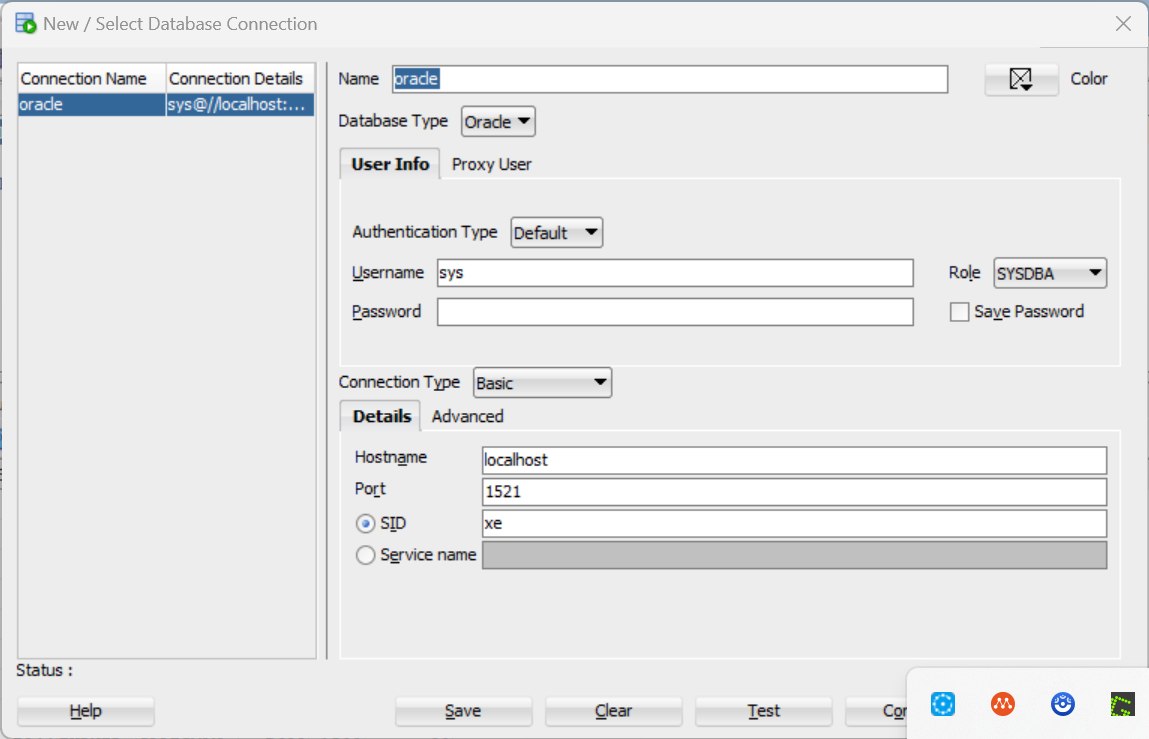 New / Select Database Connection
Connection Name Connection Details
oracle sys@//localhost:...
Name oracle Color
Database Type Oracle
User Info Proxy User
Authentication Type Default
Username sys Role SYSDBA
Password Save Password
Connection Type Basic
Details Advanced
Hostname localhost
Port 1521
SID xe
Service name
Status :
Help Save Clear Test